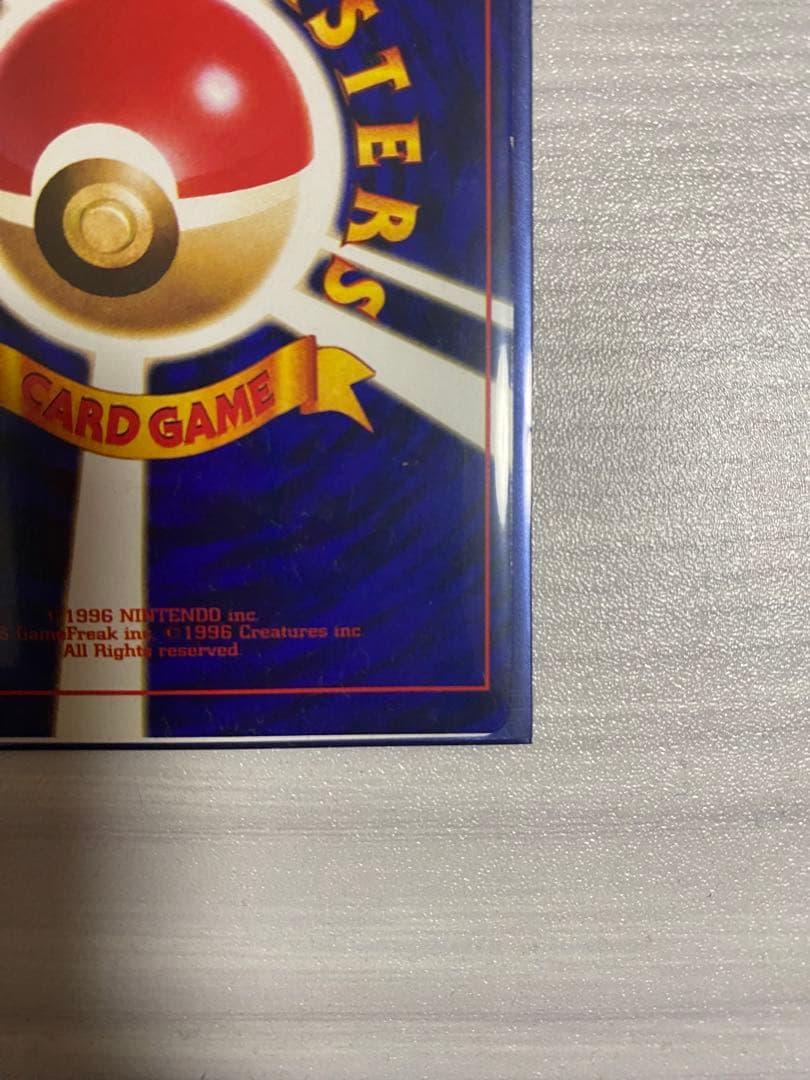 STERS
CARD GAME
©1996 NINTENDO inc.
GameFreak inc. ©1996 Creatures inc.
All Rights reserved.